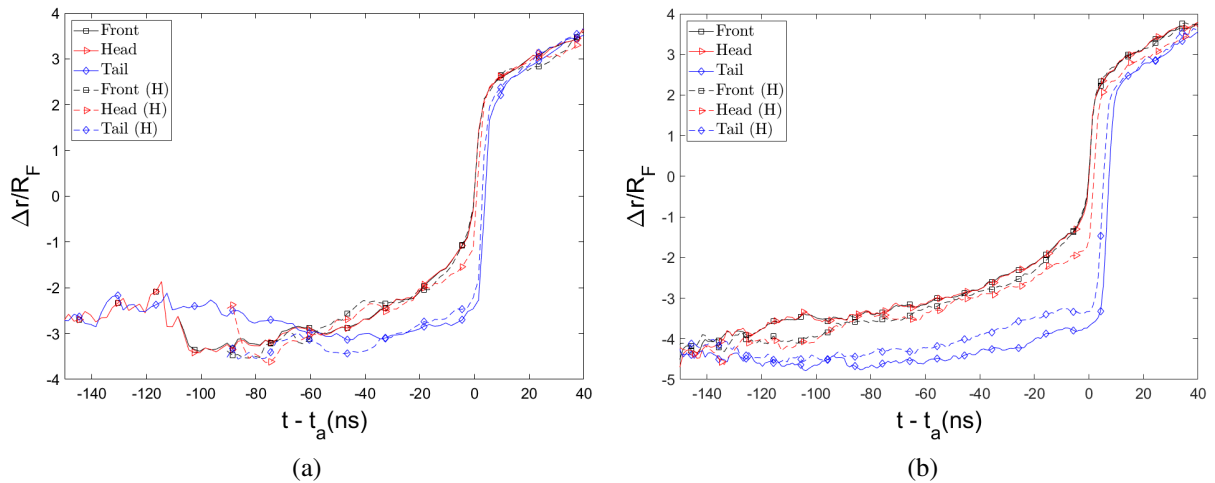 Front
Head
Tail
Front (H)
Head (H)
Tail (H)
4
3
2
1
0
-1
-2
-3
-4
Δr/R_F
-140 -120 -100 -80 -60 -40 -20 0 20 40
t - t_a(ns)
(a)
Front
Head
Tail
Front (H)
Head (H)
Tail (H)
4
3
2
1
0
-1
-2
-3
-4
-5
Δr/R_F
-140 -120 -100 -80 -60 -40 -20 0 20 40
t - t_a(ns)
(b)